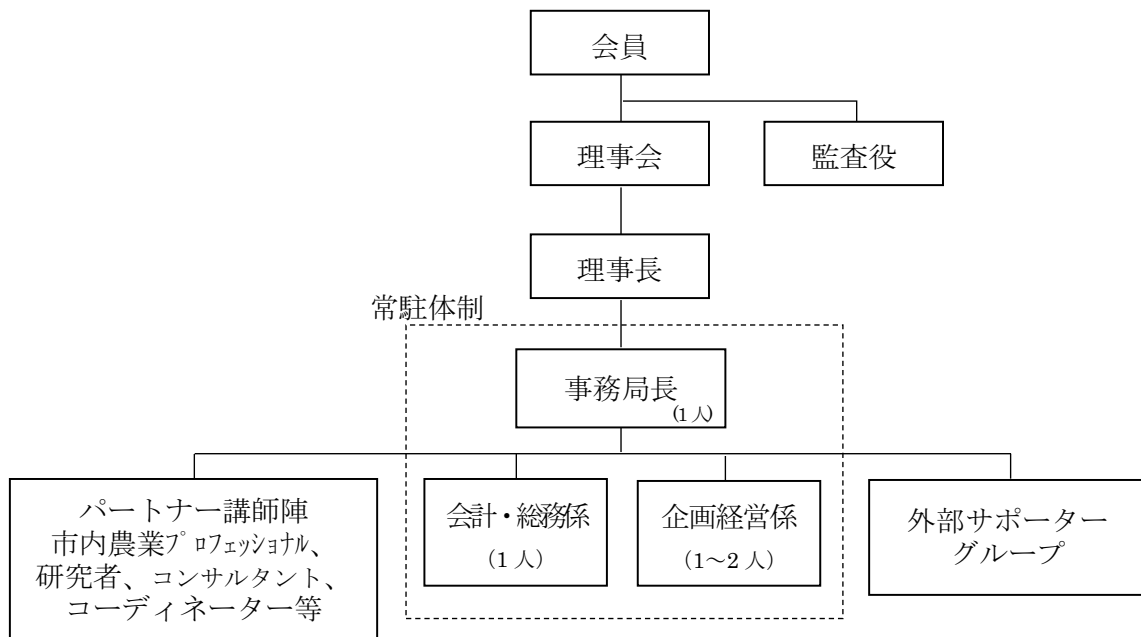 会員
理事会
監査役
理事長
常駐体制
事務局長
(1人)
パートナー講師陣
市内農業ﾌﾟﾛﾌｪｯｼｮﾅﾙ、
研究者、コンサルタント、
コーディネーター等
会計・総務係
（1人）
企画経営係
（1～2人）
外部サポーター
グループ